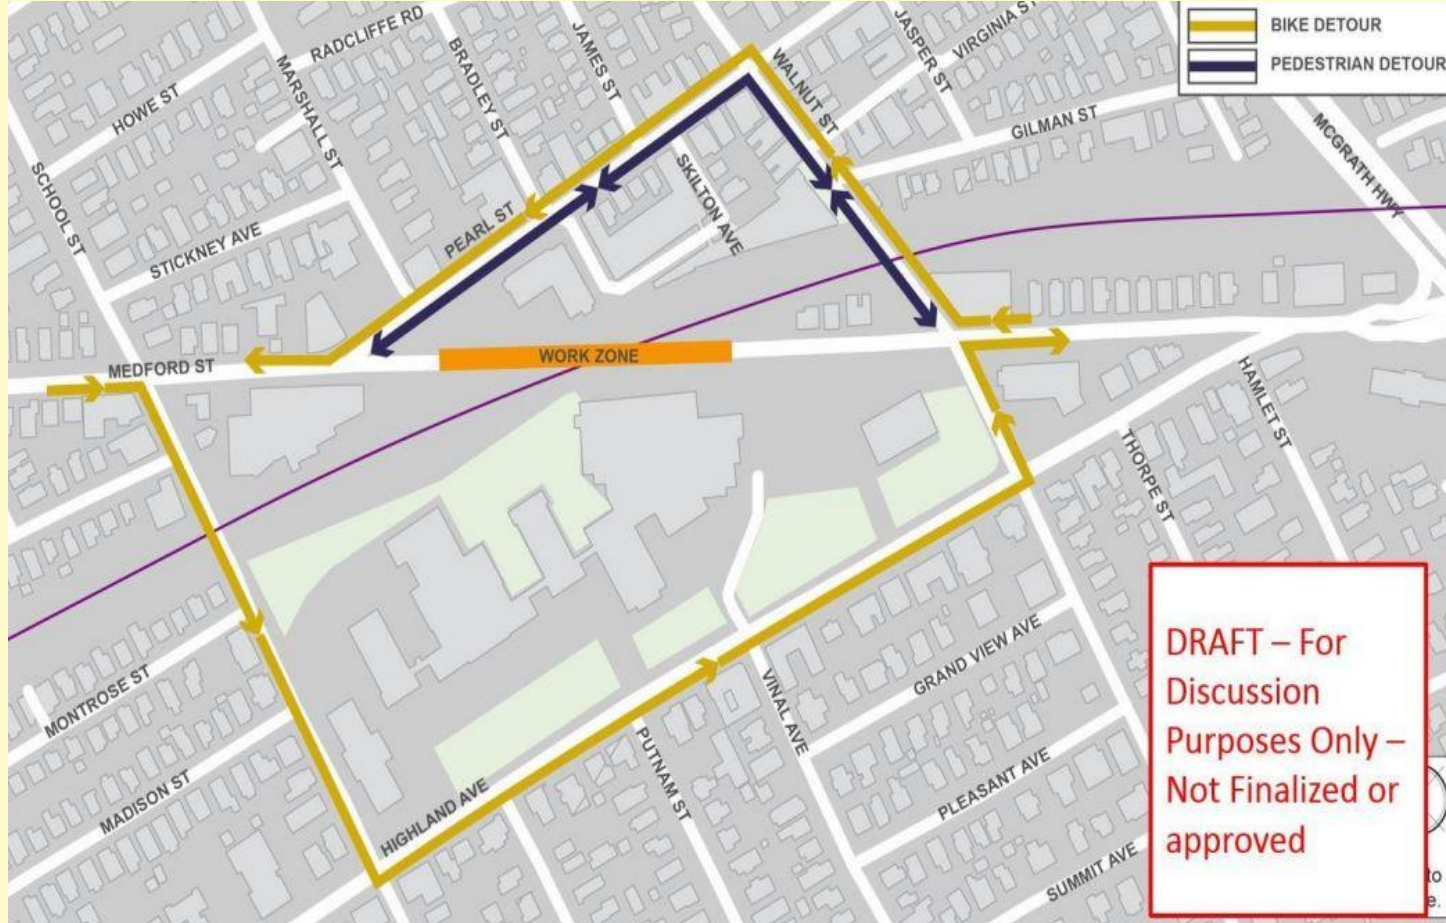 BIKE DETOUR
PEDESTRIAN DETOUR
RADCLIFFE RD
HOWE ST
MARSHALL ST
BRADLEY ST
JAMES ST
WALNUT ST
JASPER ST
VIRGINIA ST
GILMAN ST
MCGRATH HWY
SCHOOL ST
STICKNEY AVE
PEARL ST
SKILTON AVE
MEDFORD ST
WORK ZONE
HAMLET ST
THORPE ST
MONTROSE ST
MADISON ST
HIGHLAND AVE
PUTNAM ST
VINAL AVE
GRAND VIEW AVE
PLEASANT AVE
SUMMIT AVE
DRAFT – For
Discussion
Purposes Only –
Not Finalized or
approved
to
e.